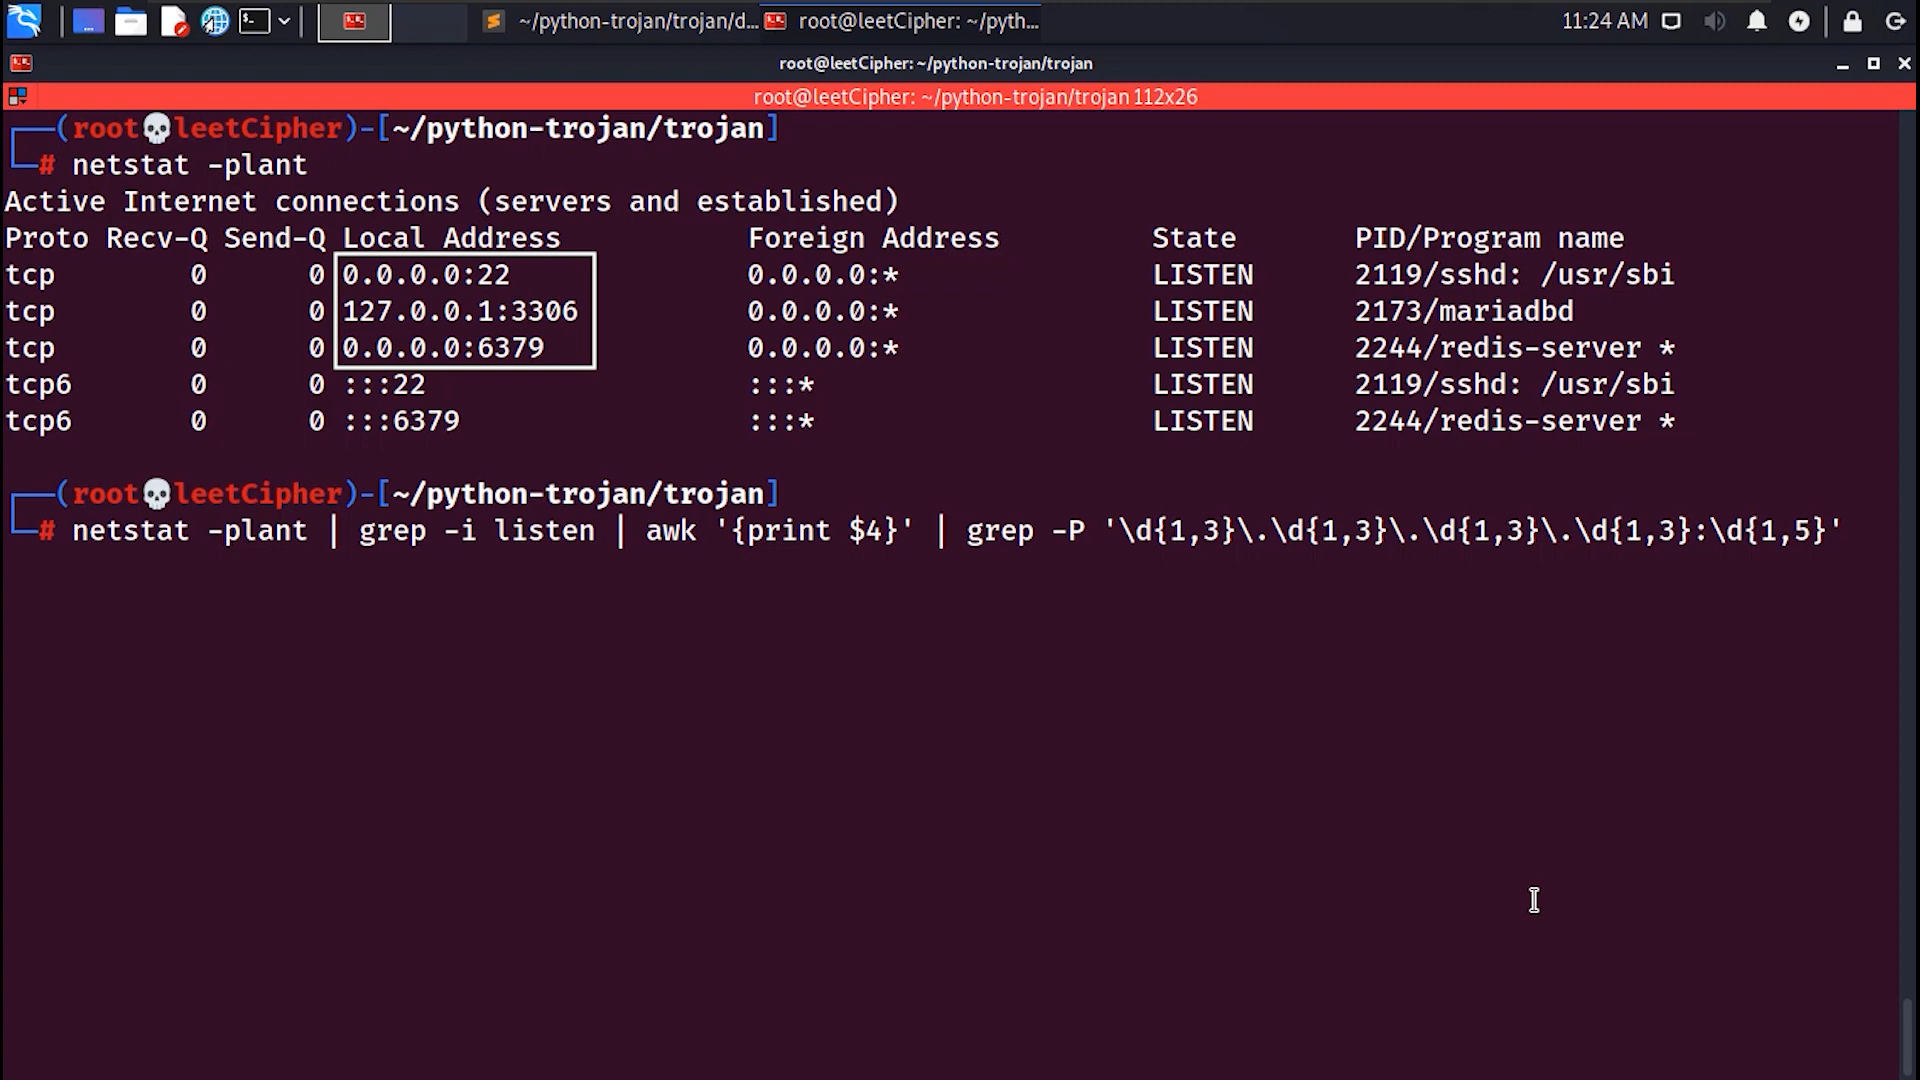 ~/python-trojan/trojan/d...
root@leetCipher: ~/pyth...
11:24 AM
root@leetCipher: ~/python-trojan/trojan
root@leetCipher: ~/python-trojan/trojan 112x26
(root💀leetCipher)-[~/python-trojan/trojan]
# netstat -plant
Active Internet connections (servers and established)
Proto Recv-Q Send-Q Local Address Foreign Address State PID/Program name
tcp 0 0 0.0.0.0:22 0.0.0.0:* LISTEN 2119/sshd: /usr/sbi
tcp 0 0 127.0.0.1:3306 0.0.0.0:* LISTEN 2173/mariadbd
tcp 0 0 0.0.0.0:6379 0.0.0.0:* LISTEN 2244/redis-server *
tcp6 0 0 :::22 :::* LISTEN 2119/sshd: /usr/sbi
tcp6 0 0 :::6379 :::* LISTEN 2244/redis-server *
(root💀leetCipher)-[~/python-trojan/trojan]
# netstat -plant | grep -i listen | awk '{print $4}' | grep -P '\d{1,3}\.\d{1,3}\.\d{1,3}\.\d{1,3}:\d{1,5}'